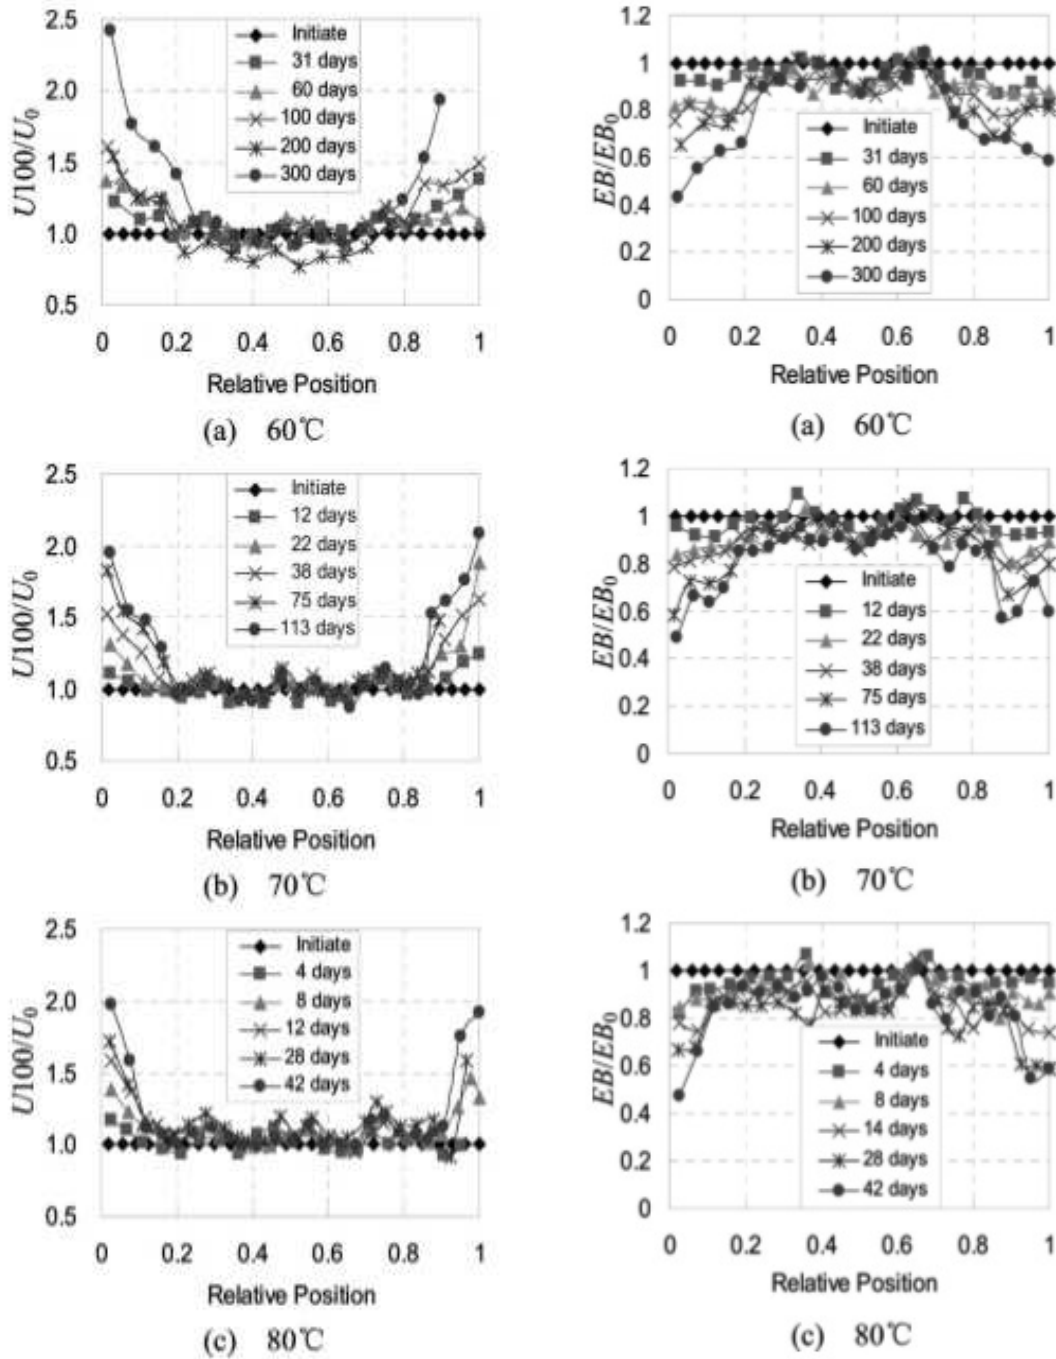 2.5
2.0
1.5
1.0
0.5
U100/U0
Initiate
31 days
60 days
100 days
200 days
300 days
0 0.2 0.4 0.6 0.8 1
Relative Position
(a) 60℃
1.2
1
0.8
0.6
0.4
0.2
0
EB/EB0
Initiate
31 days
60 days
100 days
200 days
300 days
0 0.2 0.4 0.6 0.8 1
Relative Position
(a) 60℃
2.5
2.0
1.5
1.0
0.5
U100/U0
Initiate
12 days
22 days
38 days
75 days
113 days
0 0.2 0.4 0.6 0.8 1
Relative Position
(b) 70℃
1.2
1
0.8
0.6
0.4
0.2
0
EB/EB0
Initiate
12 days
22 days
38 days
75 days
113 days
0 0.2 0.4 0.6 0.8 1
Relative Position
(b) 70℃
2.5
2.0
1.5
1.0
0.5
U100/U0
Initiate
4 days
8 days
12 days
28 days
42 days
0 0.2 0.4 0.6 0.8 1
Relative Position
(c) 80℃
1.2
1
0.8
0.6
0.4
0.2
0
EB/EB0
Initiate
4 days
8 days
14 days
28 days
42 days
0 0.2 0.4 0.6 0.8 1
Relative Position
(c) 80℃